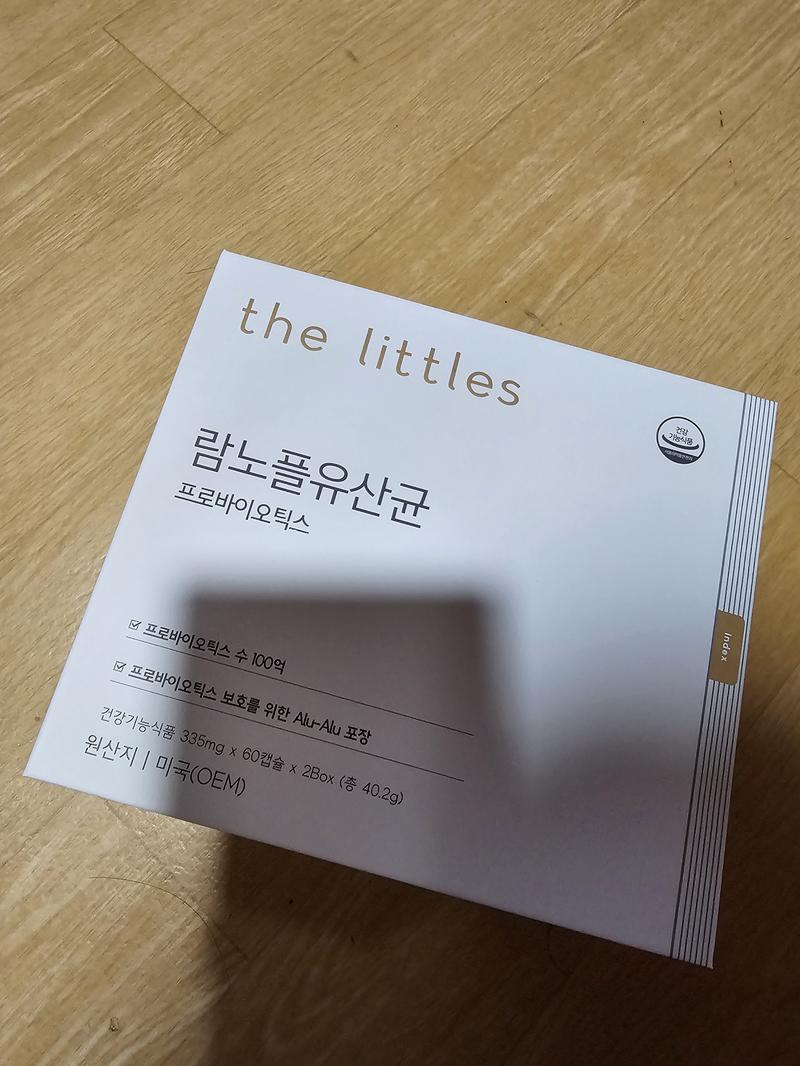 the littles
건강
기능식품
람노플유산균
프로바이오틱스
Index
☑ 프로바이오틱스 수 100억
☑ 프로바이오틱스 보호를 위한 Alu-Alu 포장
건강기능식품 335mg x 60캡슐 x 2Box (총 40.2g)
원산지 | 미국(OEM)